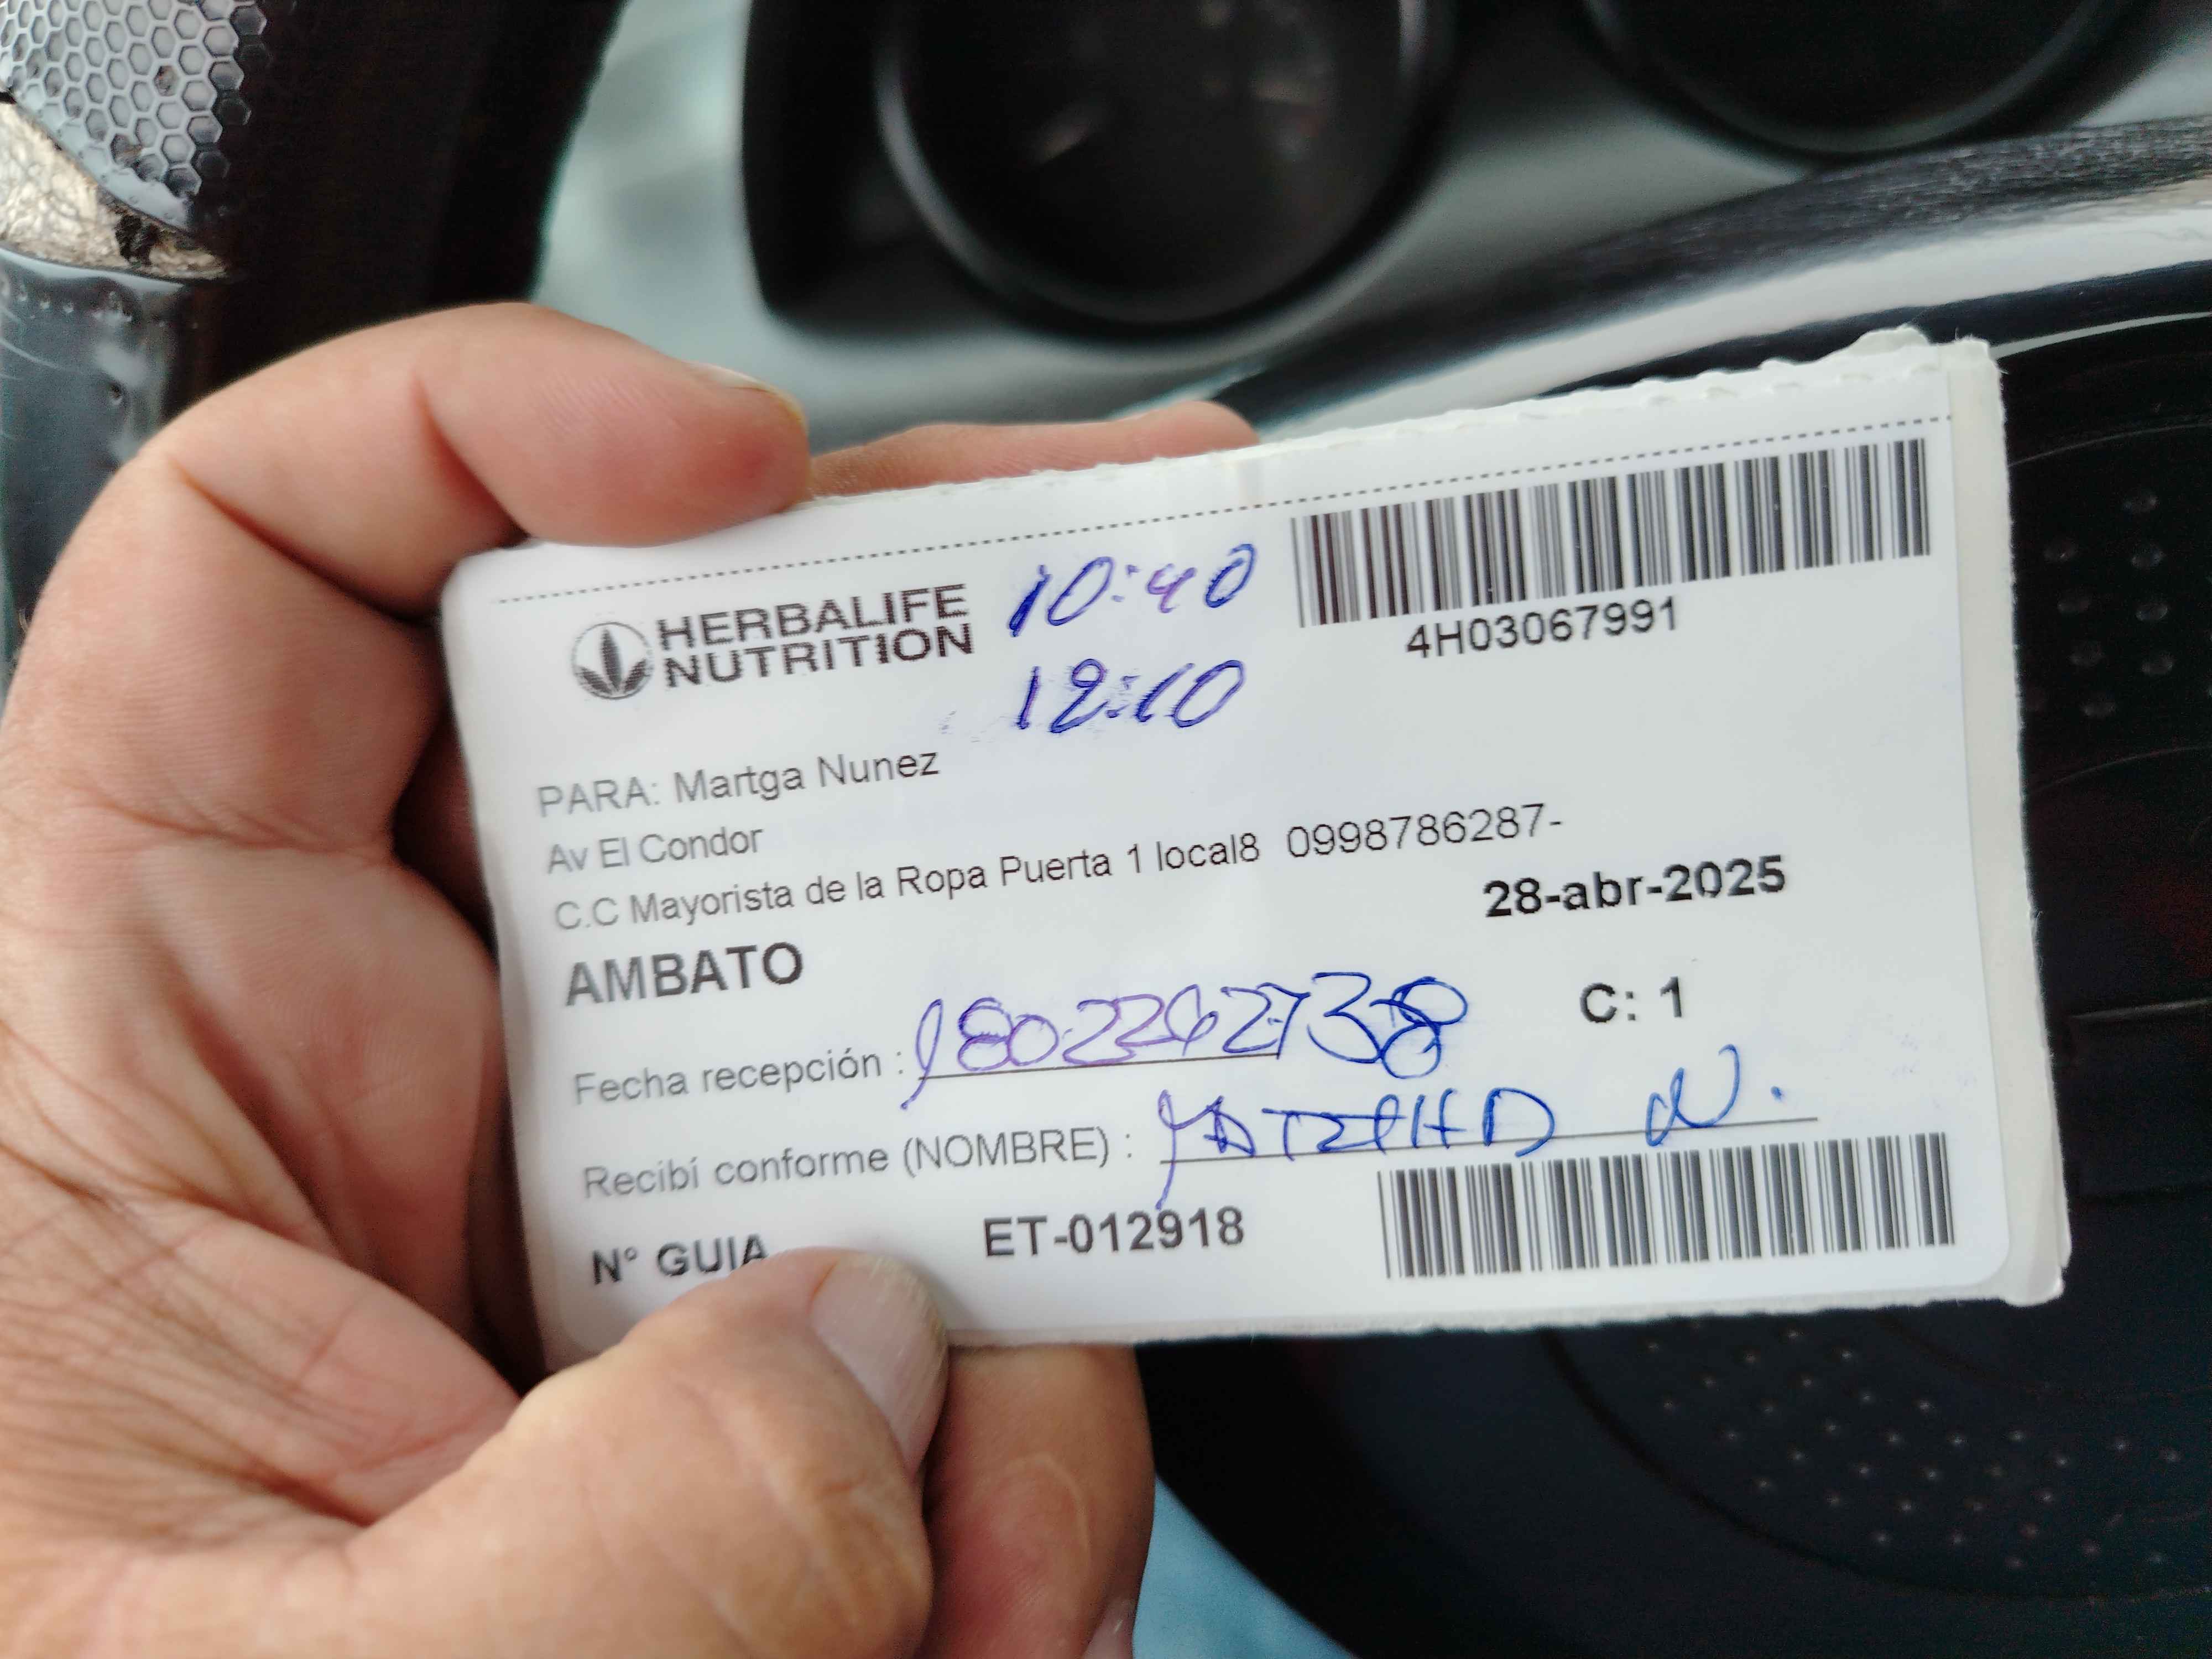 HERBALIFE
NUTRITION
10:40
12:10
4H03067991
PARA: Martga Nunez
Av El Condor
C.C Mayorista de la Ropa Puerta 1 local8 0998786287-
28-abr-2025
AMBATO
C: 1
Fecha recepción :
Recibí conforme (NOMBRE) : N.
N° GUIA ET-012918